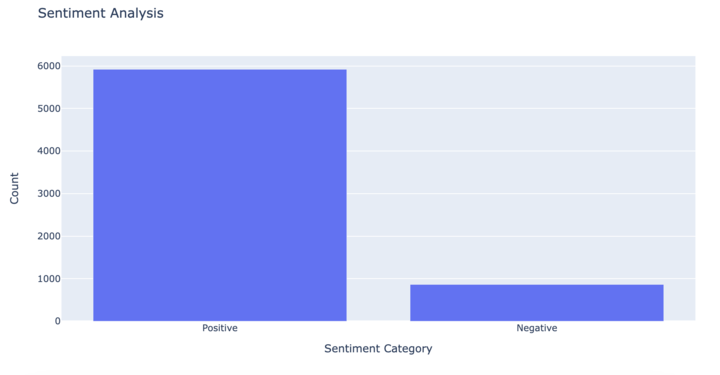 Sentiment Analysis
6000
5000
4000
3000
2000
1000
0
Count
Positive
Negative
Sentiment Category